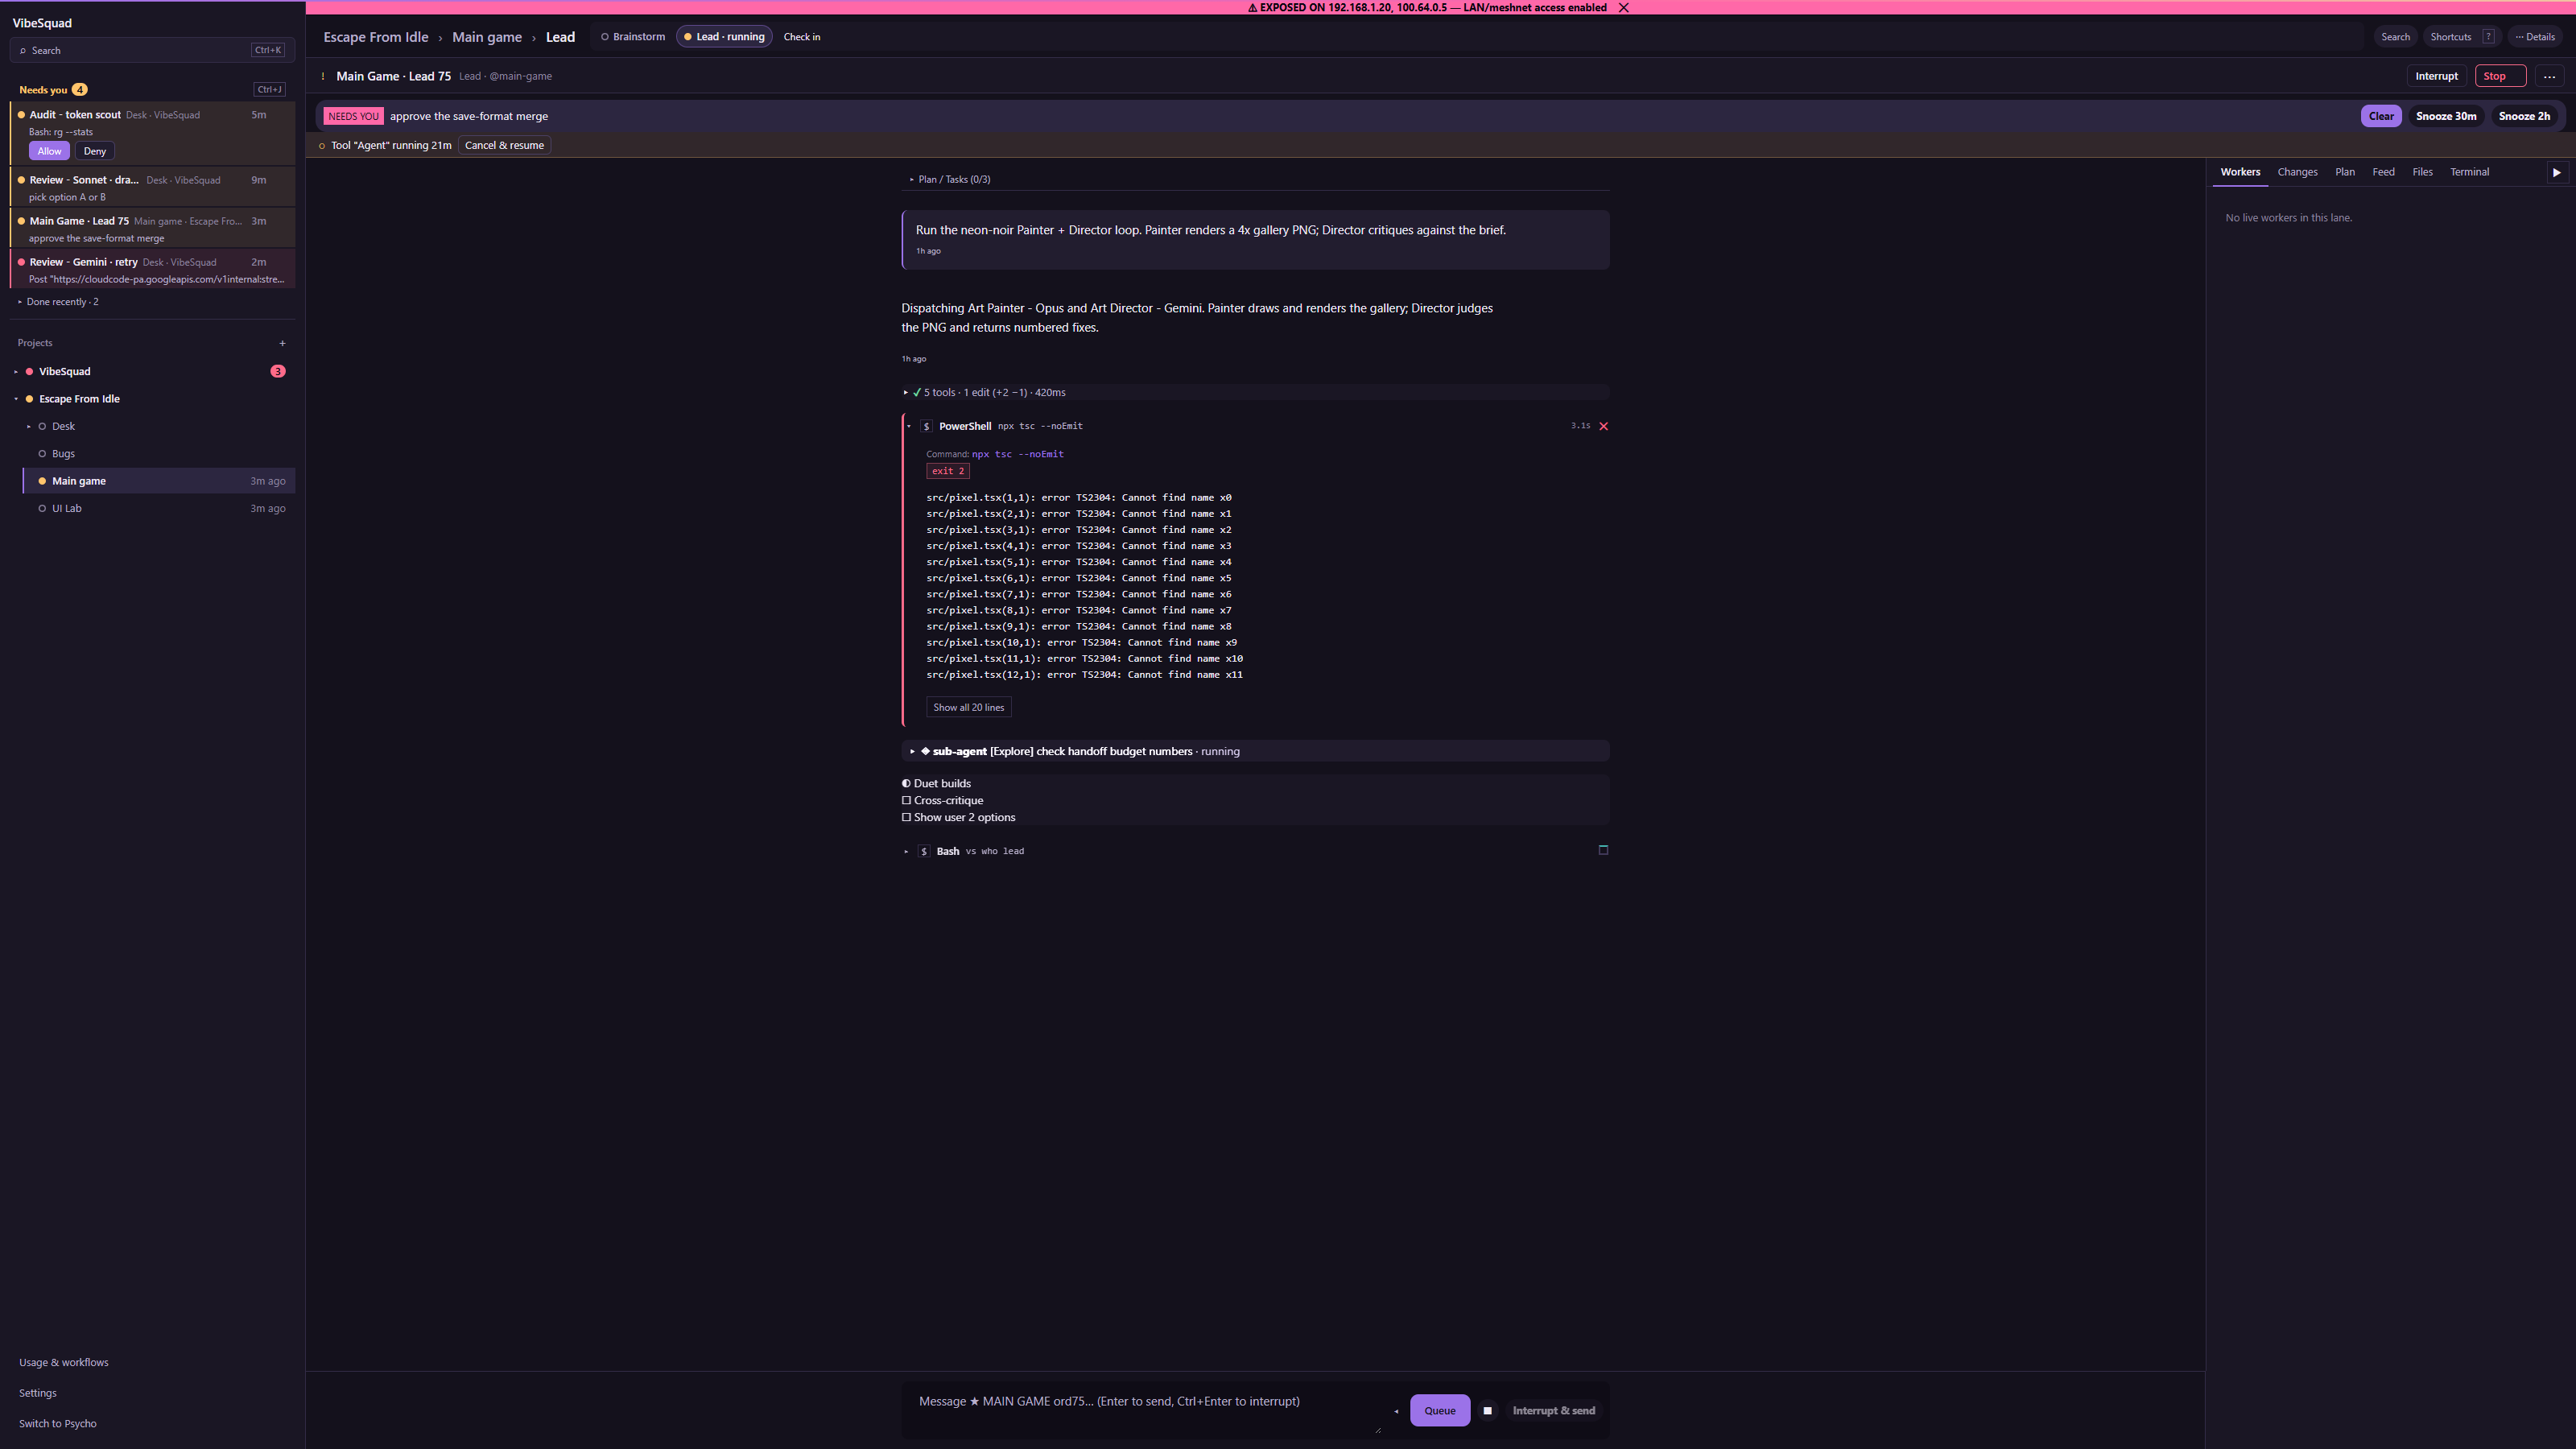 VibeSquad
Search Ctrl+K
Needs you 4 Ctrl+J
Audit - token scout Desk · VibeSquad 5m
Bash: rg --stats
Allow Deny
Review - Sonnet · dra... Desk · VibeSquad 9m
pick option A or B
Main Game · Lead 75 Main game · Escape Fro... 3m
approve the save-format merge
Review - Gemini · retry Desk · VibeSquad 2m
Post "https://cloudcode-pa.googleapis.com/v1internal:stre...
Done recently · 2
Projects +
VibeSquad 3
Escape From Idle
Desk
Bugs
Main game 3m ago
UI Lab 3m ago
Usage & workflows
Settings
Switch to Psycho
⚠ EXPOSED ON 192.168.1.20, 100.64.0.5 — LAN/meshnet access enabled
Escape From Idle › Main game › Lead Brainstorm Lead · running Check in Search Shortcuts ? ··· Details
! Main Game · Lead 75 Lead · @main-game Interrupt Stop ...
NEEDS YOU approve the save-format merge Clear Snooze 30m Snooze 2h
Tool "Agent" running 21m Cancel & resume
Plan / Tasks (0/3)
Run the neon-noir Painter + Director loop. Painter renders a 4x gallery PNG; Director critiques against the brief.
1h ago
Dispatching Art Painter - Opus and Art Director - Gemini. Painter draws and renders the gallery; Director judges
the PNG and returns numbered fixes.
1h ago
✓ 5 tools · 1 edit (+2 −1) · 420ms
$ PowerShell npx tsc --noEmit 3.1s
Command: npx tsc --noEmit
exit 2
src/pixel.tsx(1,1): error TS2304: Cannot find name x0
src/pixel.tsx(2,1): error TS2304: Cannot find name x1
src/pixel.tsx(3,1): error TS2304: Cannot find name x2
src/pixel.tsx(4,1): error TS2304: Cannot find name x3
src/pixel.tsx(5,1): error TS2304: Cannot find name x4
src/pixel.tsx(6,1): error TS2304: Cannot find name x5
src/pixel.tsx(7,1): error TS2304: Cannot find name x6
src/pixel.tsx(8,1): error TS2304: Cannot find name x7
src/pixel.tsx(9,1): error TS2304: Cannot find name x8
src/pixel.tsx(10,1): error TS2304: Cannot find name x9
src/pixel.tsx(11,1): error TS2304: Cannot find name x10
src/pixel.tsx(12,1): error TS2304: Cannot find name x11
Show all 20 lines
◆ sub-agent [Explore] check handoff budget numbers · running
◐ Duet builds
☐ Cross-critique
☐ Show user 2 options
$ Bash vs who lead
Message ★ MAIN GAME ord75... (Enter to send, Ctrl+Enter to interrupt) Queue Interrupt & send
Workers Changes Plan Feed Files Terminal
No live workers in this lane.